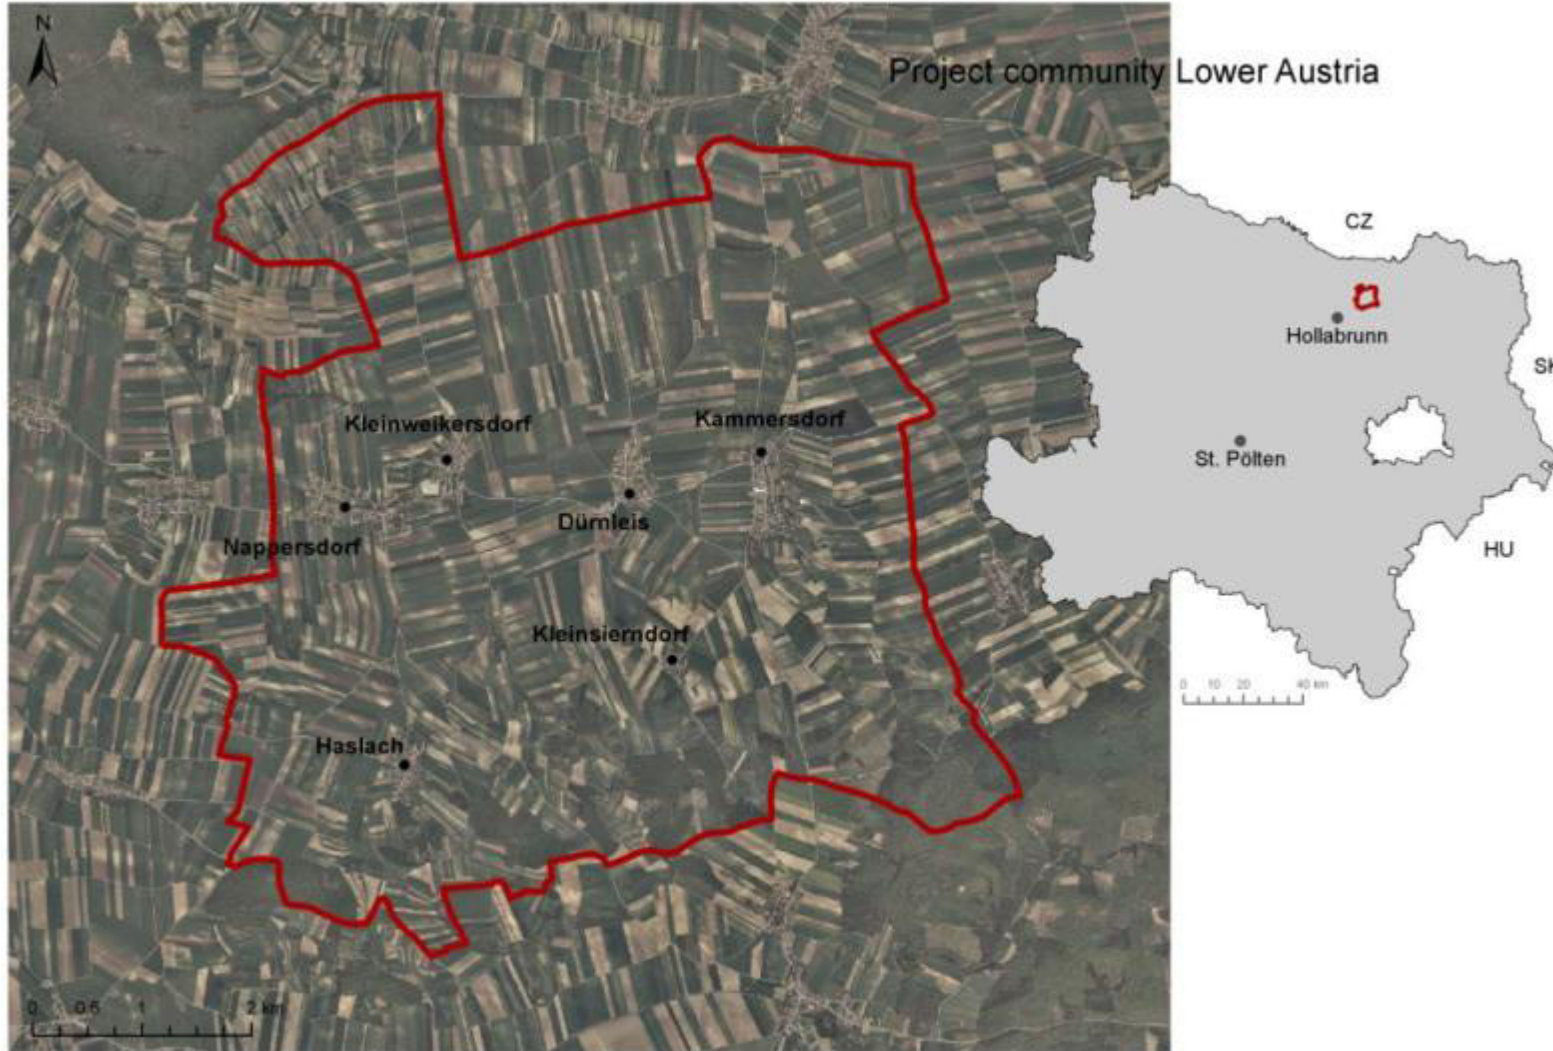 N
Project community Lower Austria
CZ
Hollabrunn
SK
St. Pölten
HU
0 10 20 40 km
Kleinweikersdorf
Kammersdorf
Nappersdorf
Dürnleis
Kleinsierndorf
Haslach
0 0.5 1 2 km